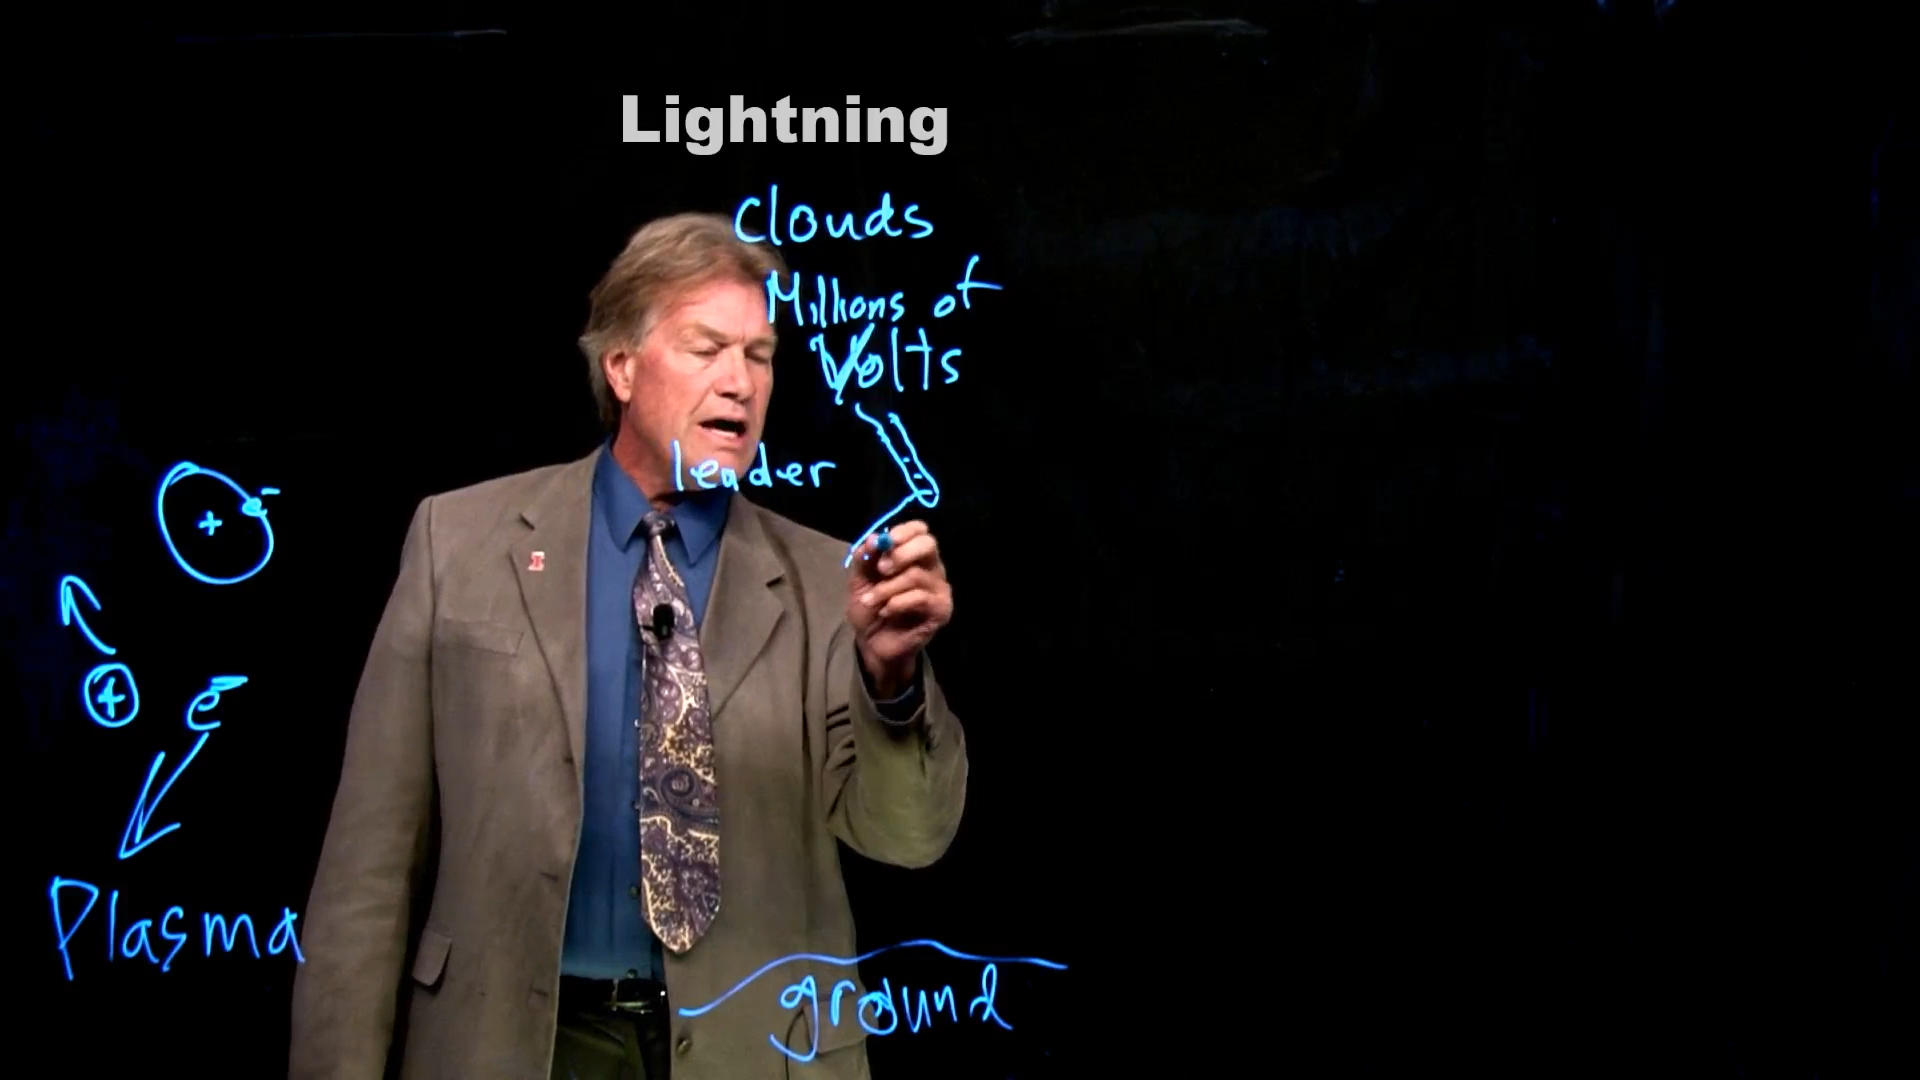 Lightning
Clouds
Millions of
Volts
leader
e-
+
+
e-
Plasma
ground
I